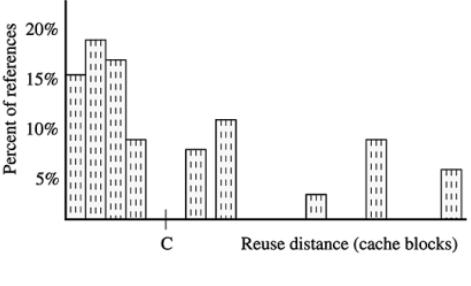 Percent of references
20%
15%
10%
5%
C
Reuse distance (cache blocks)